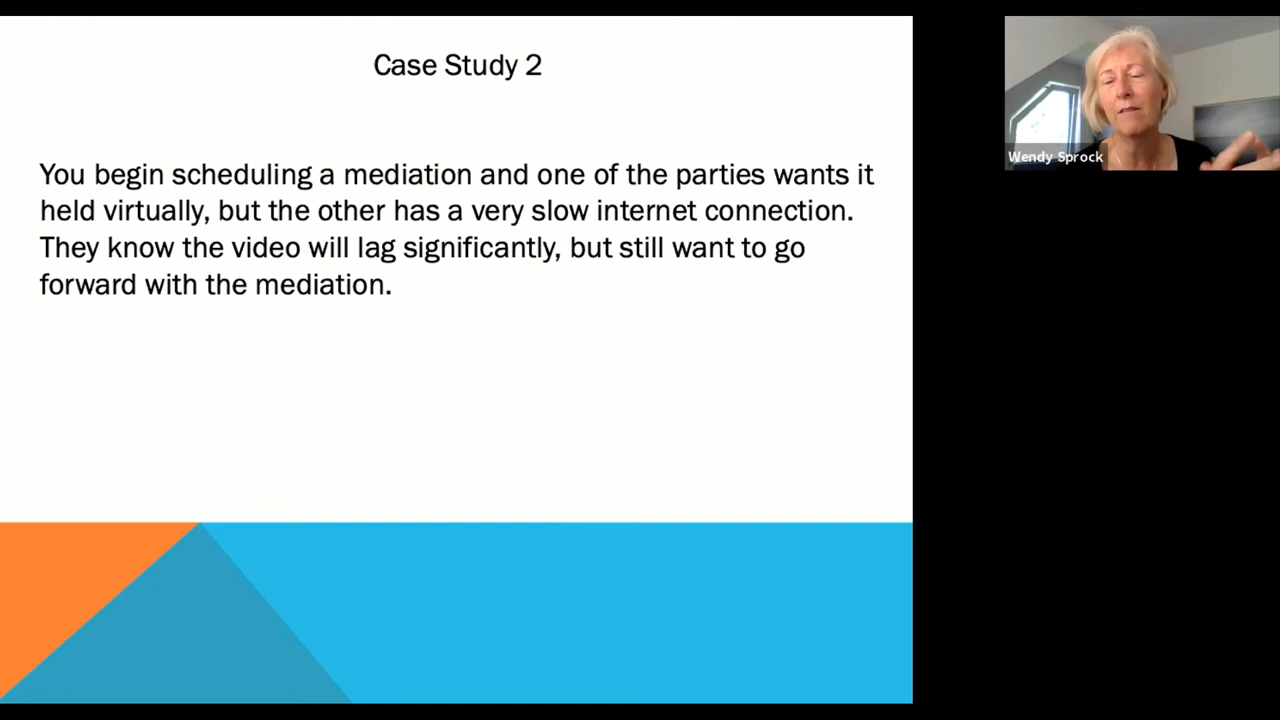 Case Study 2
You begin scheduling a mediation and one of the parties wants it
held virtually, but the other has a very slow internet connection.
They know the video will lag significantly, but still want to go
forward with the mediation.
Wendy Sprock